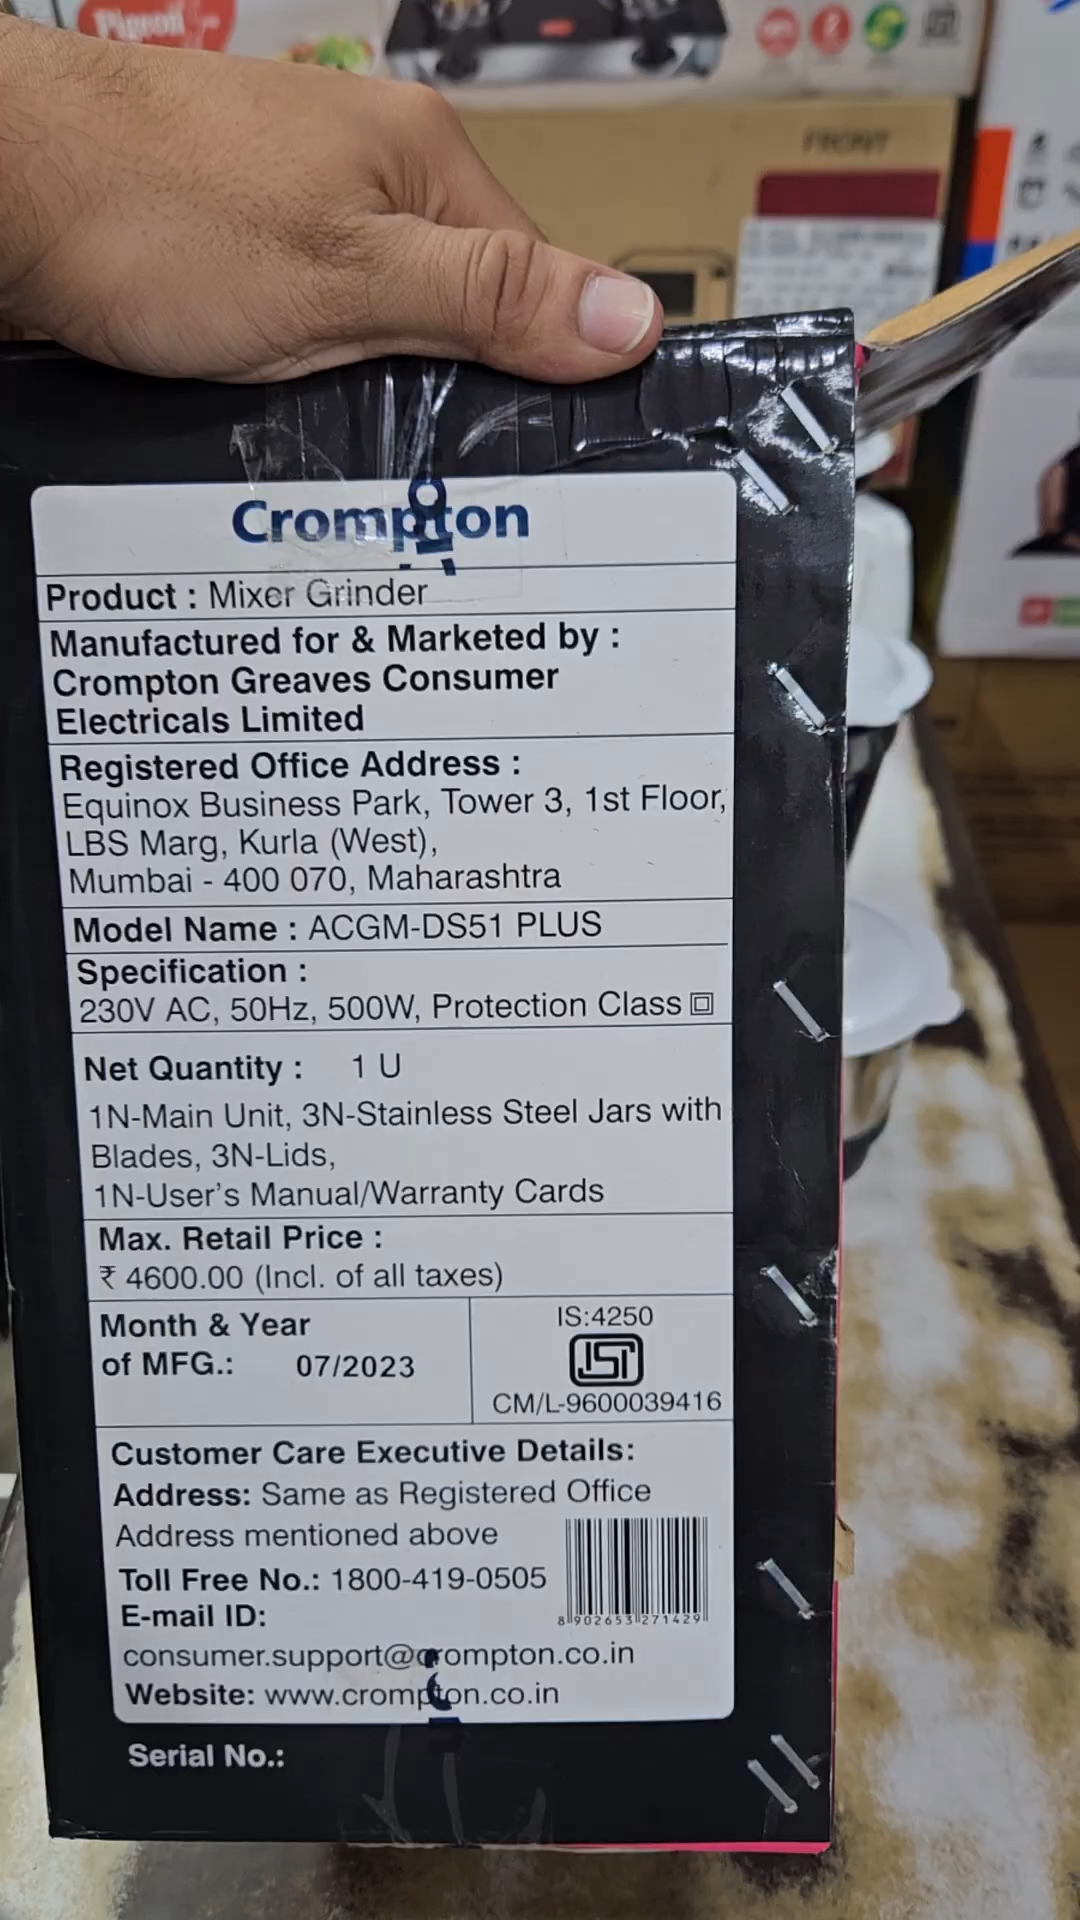 Pigeon
FRONT
Crompton
Product : Mixer Grinder
Manufactured for & Marketed by :
Crompton Greaves Consumer
Electricals Limited
Registered Office Address :
Equinox Business Park, Tower 3, 1st Floor,
LBS Marg, Kurla (West),
Mumbai - 400 070, Maharashtra
Model Name : ACGM-DS51 PLUS
Specification :
230V AC, 50Hz, 500W, Protection Class
Net Quantity : 1 U
1N-Main Unit, 3N-Stainless Steel Jars with
Blades, 3N-Lids,
1N-User's Manual/Warranty Cards
Max. Retail Price :
₹ 4600.00 (Incl. of all taxes)
Month & Year
of MFG.: 07/2023
IS:4250
ISI
CM/L-9600039416
Customer Care Executive Details:
Address: Same as Registered Office
Address mentioned above
Toll Free No.: 1800-419-0505
E-mail ID:
8 902653 271429
consumer.support@crompton.co.in
Website: www.crompton.co.in
Serial No.: